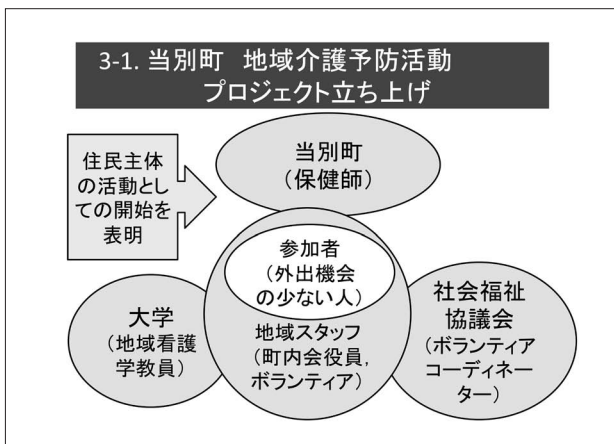 3-1. 当別町　地域介護予防活動
プロジェクト立ち上げ
住民主体
の活動とし
ての開始を
表明
当別町
（保健師）
参加者
（外出機会
の少ない人）
地域スタッフ
（町内会役員，
ボランティア）
大学
（地域看護
学教員）
社会福祉
協議会
（ボランティア
コーディネー
ター）